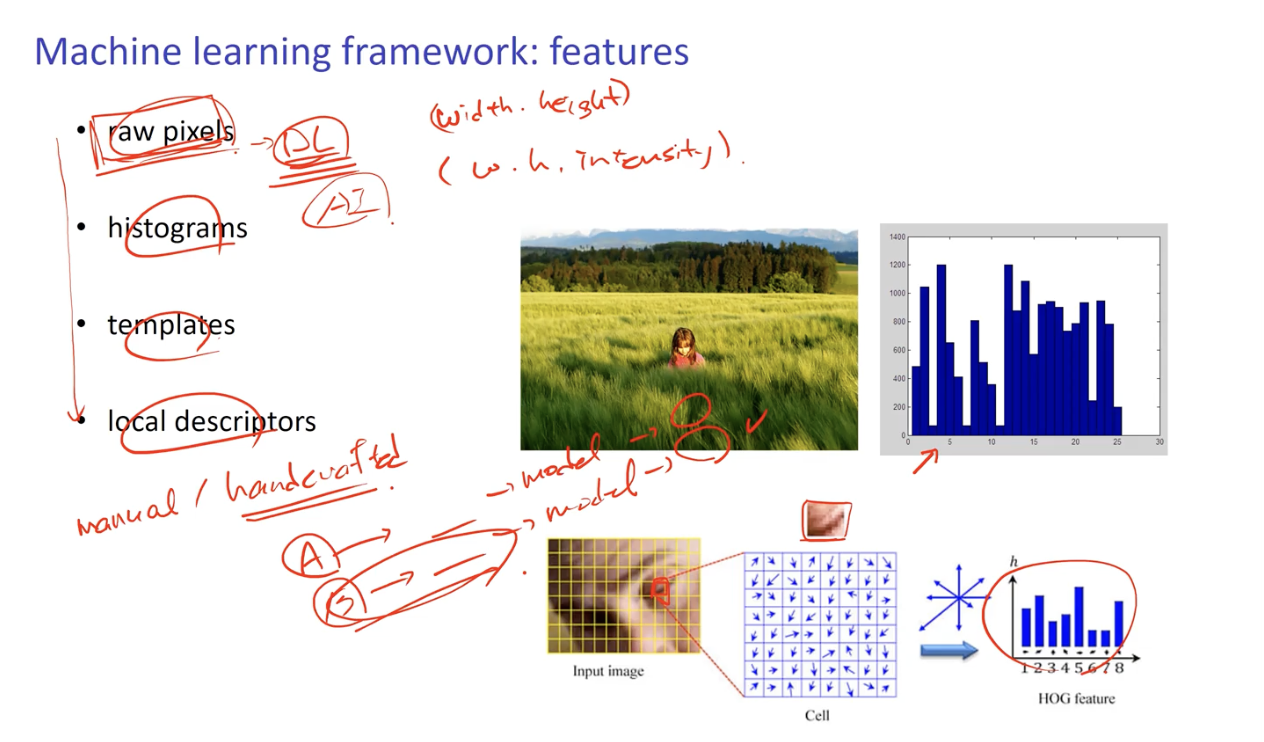 Machine learning framework: features
• raw pixels → DL
AI
(width. height)
(w. h, intensity).
• histograms
• templates
• local descriptors
manual / handcrafted
A
B
→ model →
→ model →
1400
1200
1000
800
600
400
200
0
0 5 10 15 20 25 30
Input image
Cell
h
1 2 3 4 5 6 7 8
HOG feature